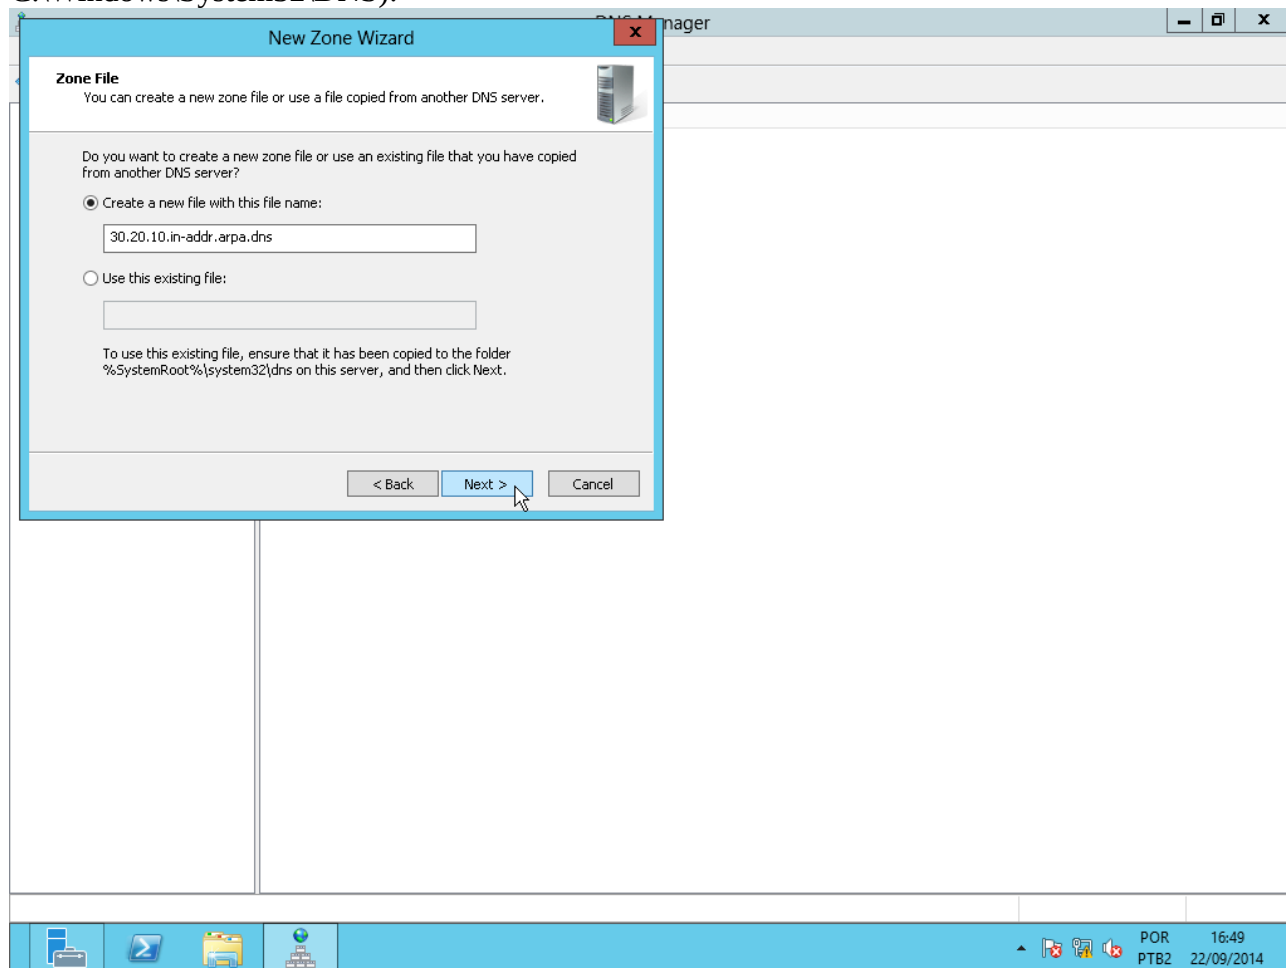 DNS Manager
New Zone Wizard
Zone File
You can create a new zone file or use a file copied from another DNS server.
Do you want to create a new zone file or use an existing file that you have copied
from another DNS server?
Create a new file with this file name:
30.20.10.in-addr.arpa.dns
Use this existing file:
To use this existing file, ensure that it has been copied to the folder
%SystemRoot%\system32\dns on this server, and then click Next.
< Back Next > Cancel
POR 16:49
PTB2 22/09/2014